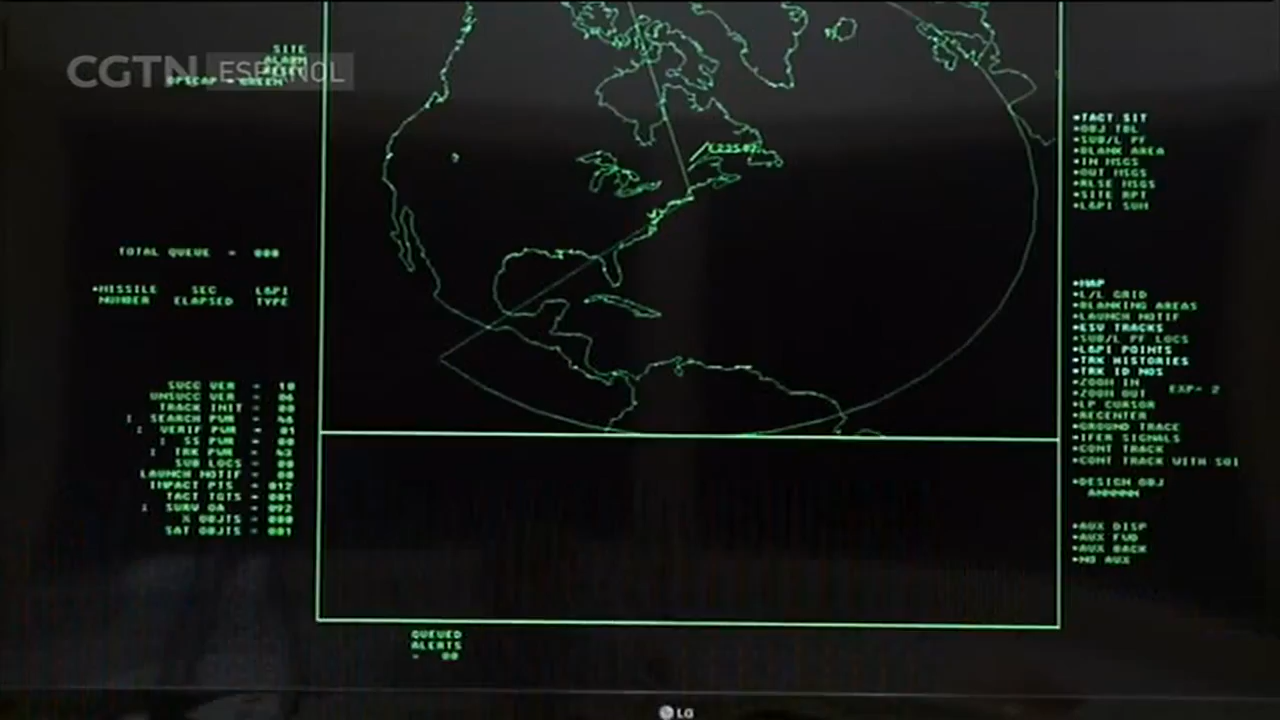 CGTN ESPAÑOL
SITE
ALARM
OPSCAP = GREEN
TOTAL QUEUE = 000
*MISSILE SEC L&PI
NUMBER ELAPSED TYPE
SUCC VER = 10
UNSUCC VER = 06
TRACK INIT = 00
SEARCH PWR = 46
VERIF PWR = 01
SS PWR = 00
TRK PWR = 43
SUB LOCS = 00
LAUNCH NOTIF = 00
IMPACT PTS = 012
TACT TGTS = 001
SURV QA = 092
X OBJTS = 000
SAT OBJTS = 001
*TACT SIT
*OBJ TBL
*SUB/L PF
*BLANK AREA
*IN MSGS
*OUT MSGS
*RLSE MSGS
*SITE RPT
*L&PI SUM
*MAP
*L/L GRID
*BLANKING AREAS
*LAUNCH NOTIF
*ESV TRACKS
*SUB/L PF LOCS
*L&PI POINTS
*TRK HISTORIES
*TRK ID NOS
*ZOOM IN
*ZOOM OUT EXP- 2
*LP CURSOR
*RECENTER
*GROUND TRACE
*IFER SIGNALS
*CONT TRACK
*CONT TRACK WITH SOI
*DESIGN OBJ
*AUX DISP
*AUX FWD
*AUX BACK
*NO AUX
QUEUED
ALERTS
= 00
LG